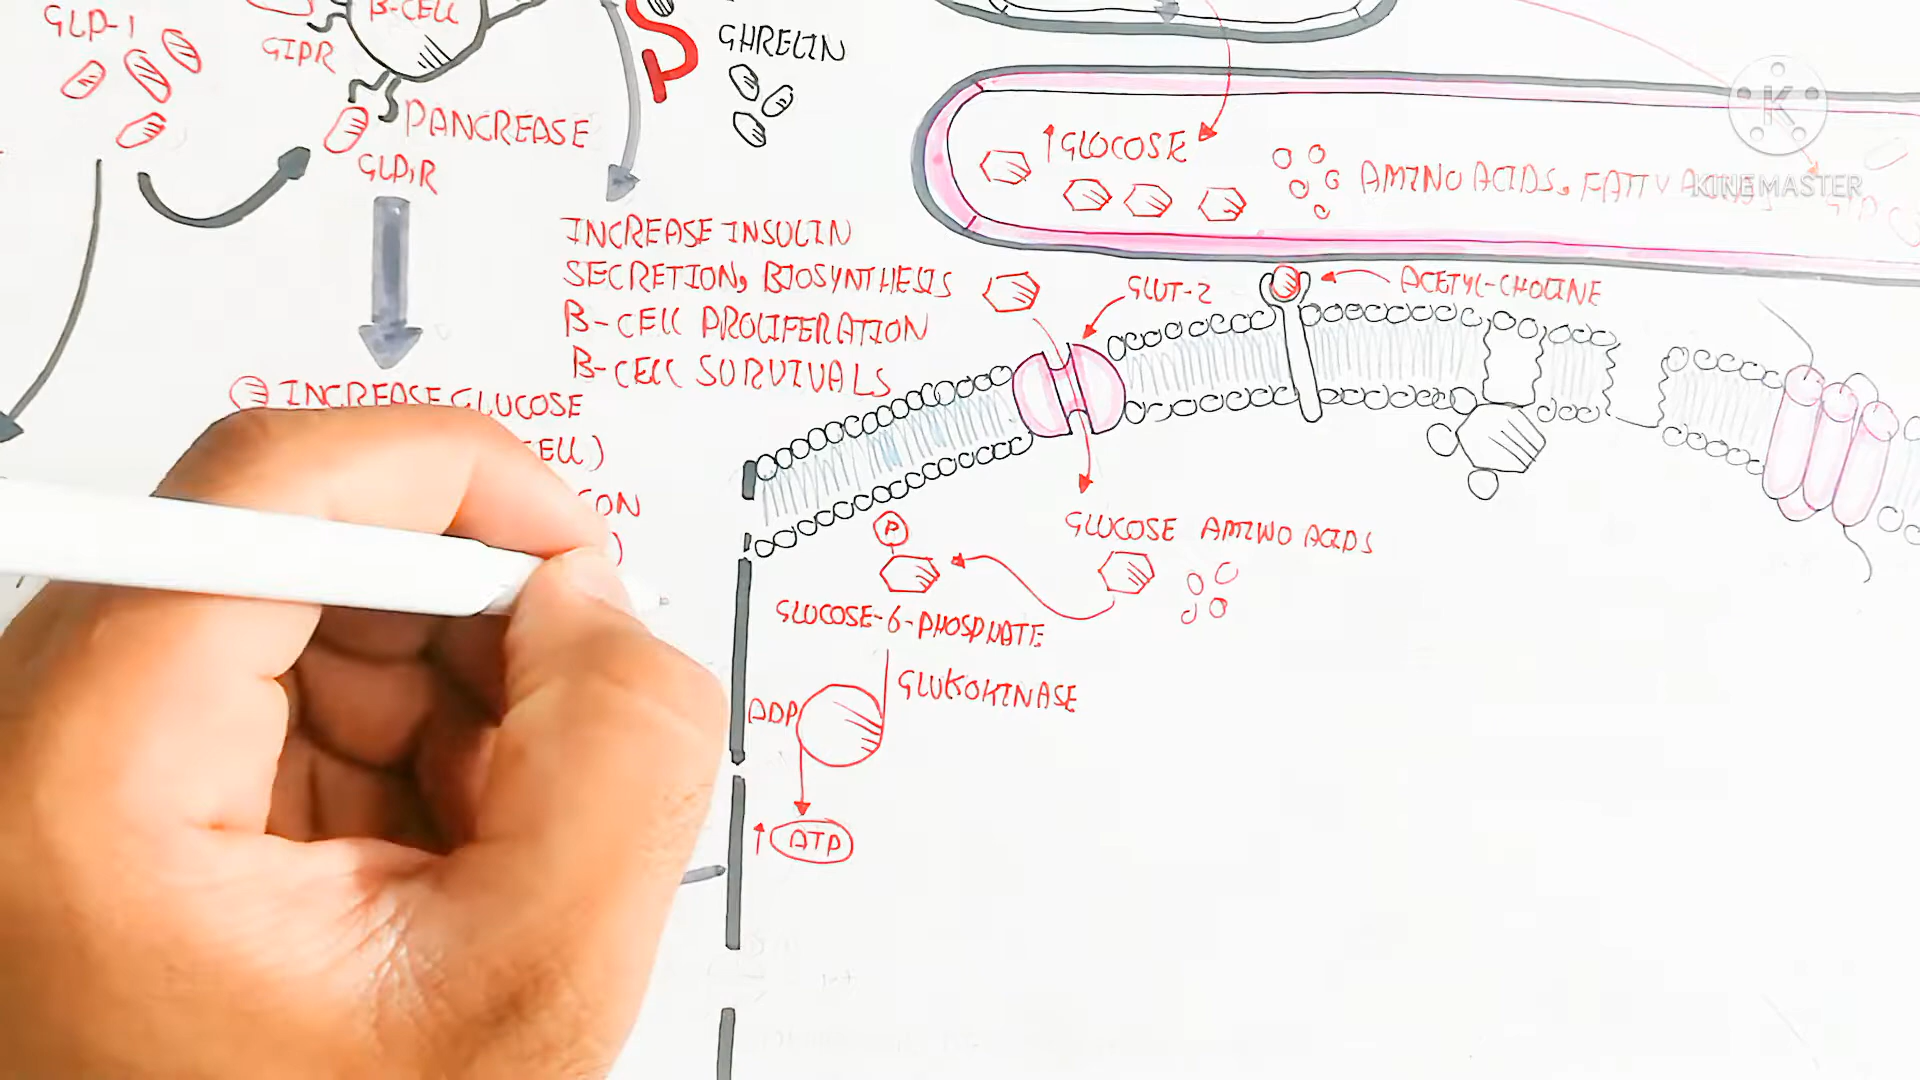 GLP-1
GIPR
B-CELL
PANCREASE
GLP1R
GHRELIN
INCREASE INSULIN
SECRETION, BIOSYNTHESIS
B-CELL PROLIFERATION
B-CELL SURVIVALS
INCREASE GLUCOSE
CELL)
CON
)
↑GLUCOSE
AMINO ACIDS, FATTY
KINEMASTER
K
GLUT-2
ACETYL-CHOLINE
GLUCOSE AMINO ACIDS
P
GLUCOSE-6-PHOSPHATE
GLUKOKINASE
ADP
↑ ATP